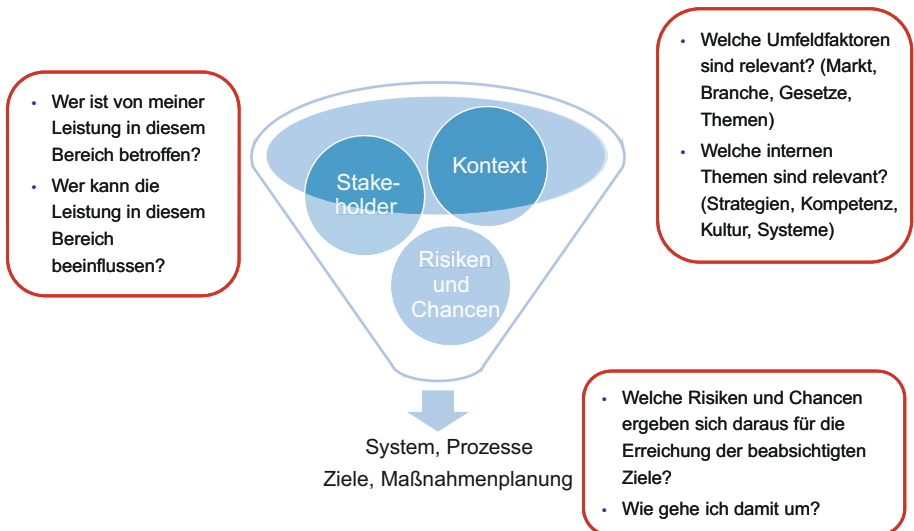 • Wer ist von meiner
Leistung in diesem
Bereich betroffen?
• Wer kann die
Leistung in diesem
Bereich
beeinflussen?
Stake-
holder
Kontext
Risiken
und
Chancen
• Welche Umfeldfaktoren
sind relevant? (Markt,
Branche, Gesetze,
Themen)
• Welche internen
Themen sind relevant?
(Strategien, Kompetenz,
Kultur, Systeme)
System, Prozesse
Ziele, Maßnahmenplanung
• Welche Risiken und Chancen
ergeben sich daraus für die
Erreichung der beabsichtigten
Ziele?
• Wie gehe ich damit um?